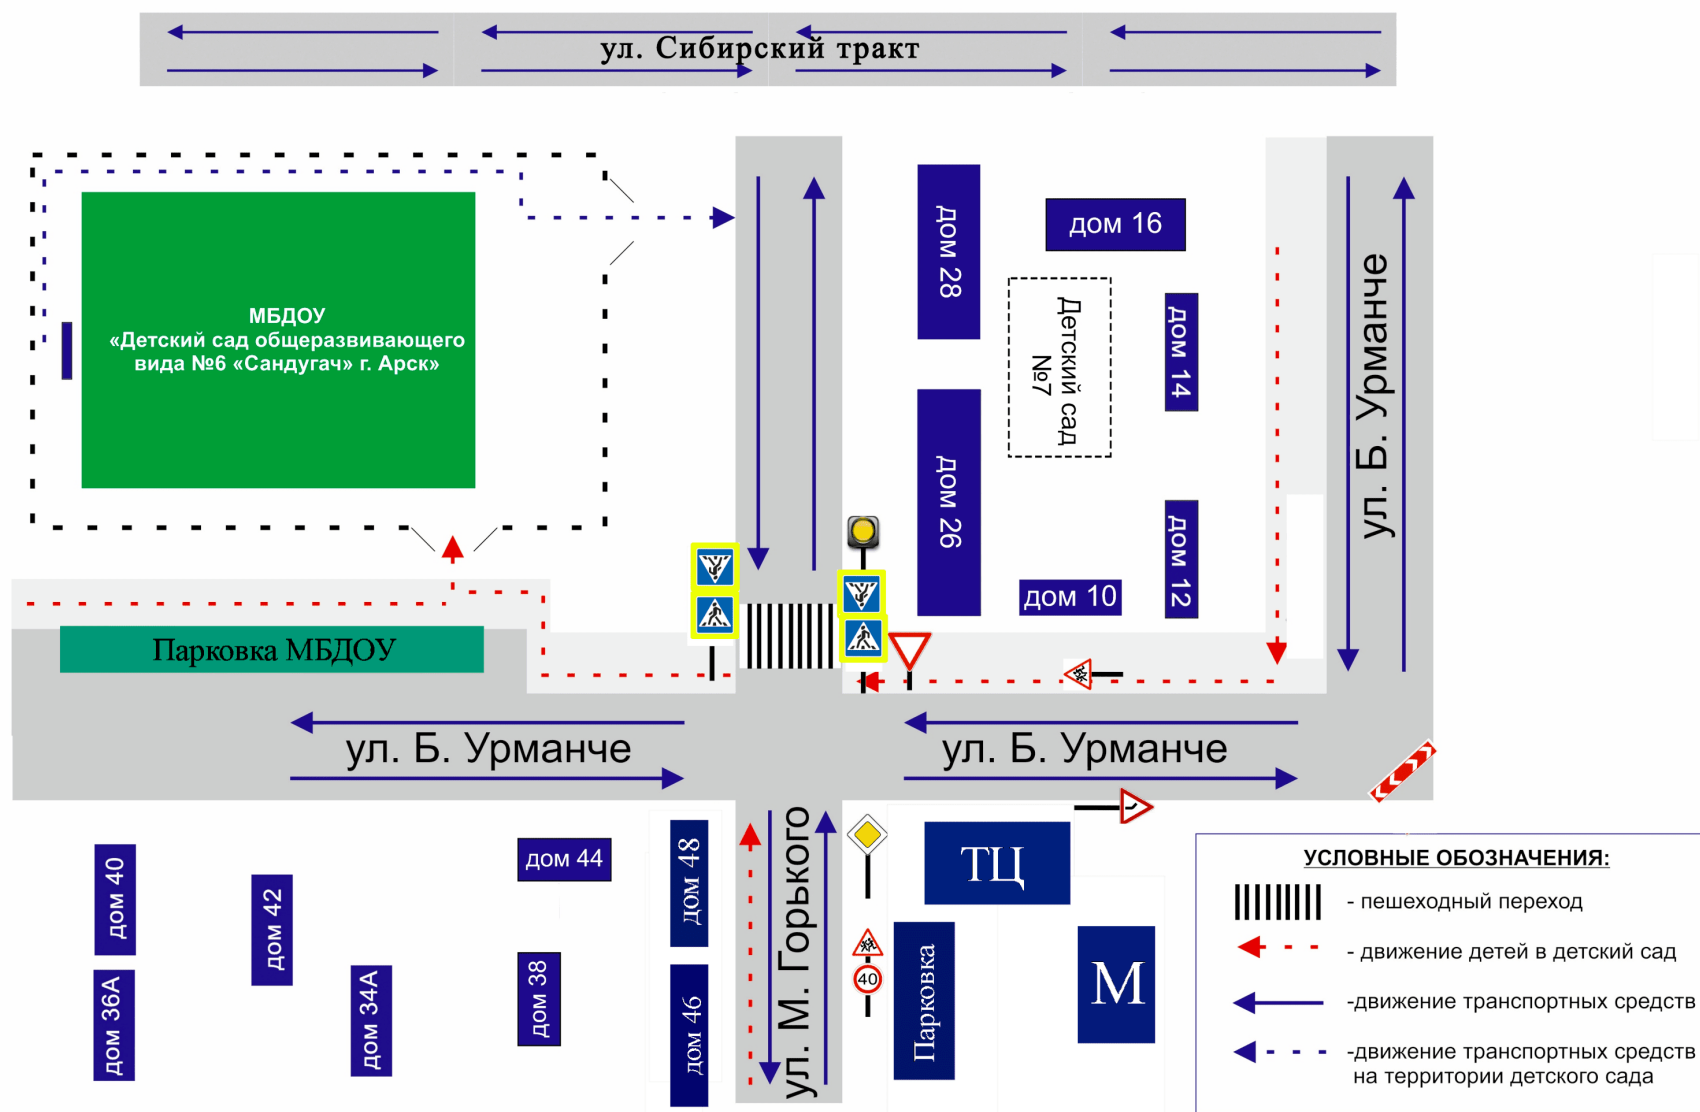 ул. Сибирский тракт
МБДОУ
«Детский сад общеразвивающего
вида №6 «Сандугач» г. Арск»
дом 28
дом 16
Детский сад
№7
дом 14
ул. Б. Урманче
дом 26
дом 12
дом 10
Парковка МБДОУ
ул. Б. Урманче
ул. Б. Урманче
дом 40
дом 42
дом 44
дом 48
ул. М. Горького
ТЦ
дом 36А
дом 34А
дом 38
дом 46
40
Парковка
М
УСЛОВНЫЕ ОБОЗНАЧЕНИЯ:
- пешеходный переход
- движение детей в детский сад
-движение транспортных средств
-движение транспортных средств
на территории детского сада